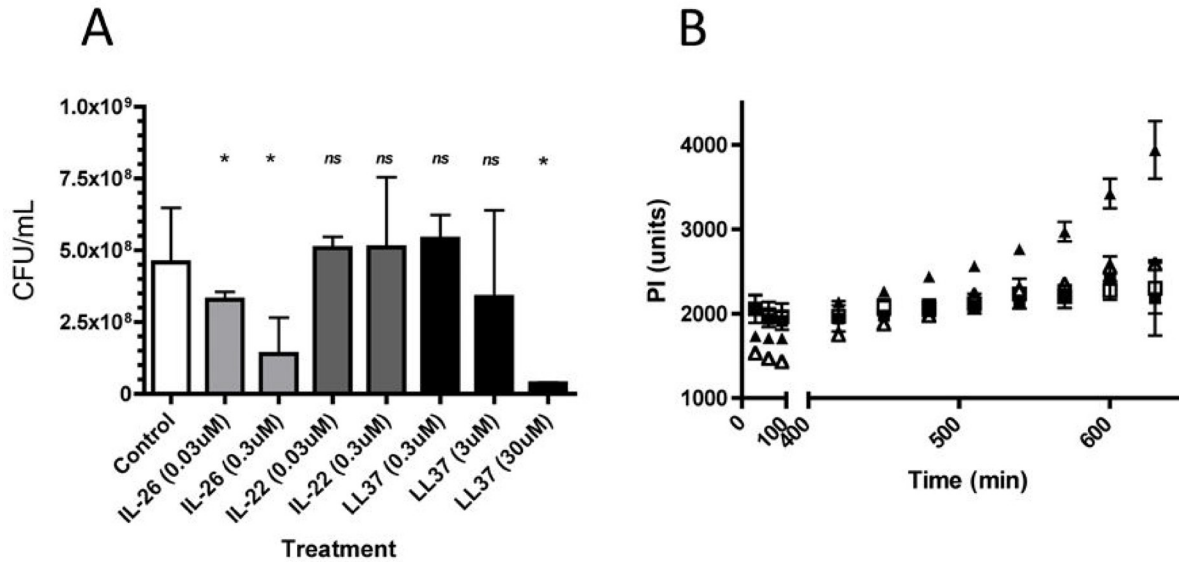 A
CFU/mL
1.0x10⁹
7.5x10⁸
5.0x10⁸
2.5x10⁸
0
* * ns ns ns ns *
Control
IL-26 (0.03uM)
IL-26 (0.3uM)
IL-22 (0.03uM)
IL-22 (0.3uM)
LL37 (0.3uM)
LL37 (3uM)
LL37 (30uM)
Treatment
B
PI (units)
4000
3000
2000
1000
0 100 400 500 600
Time (min)